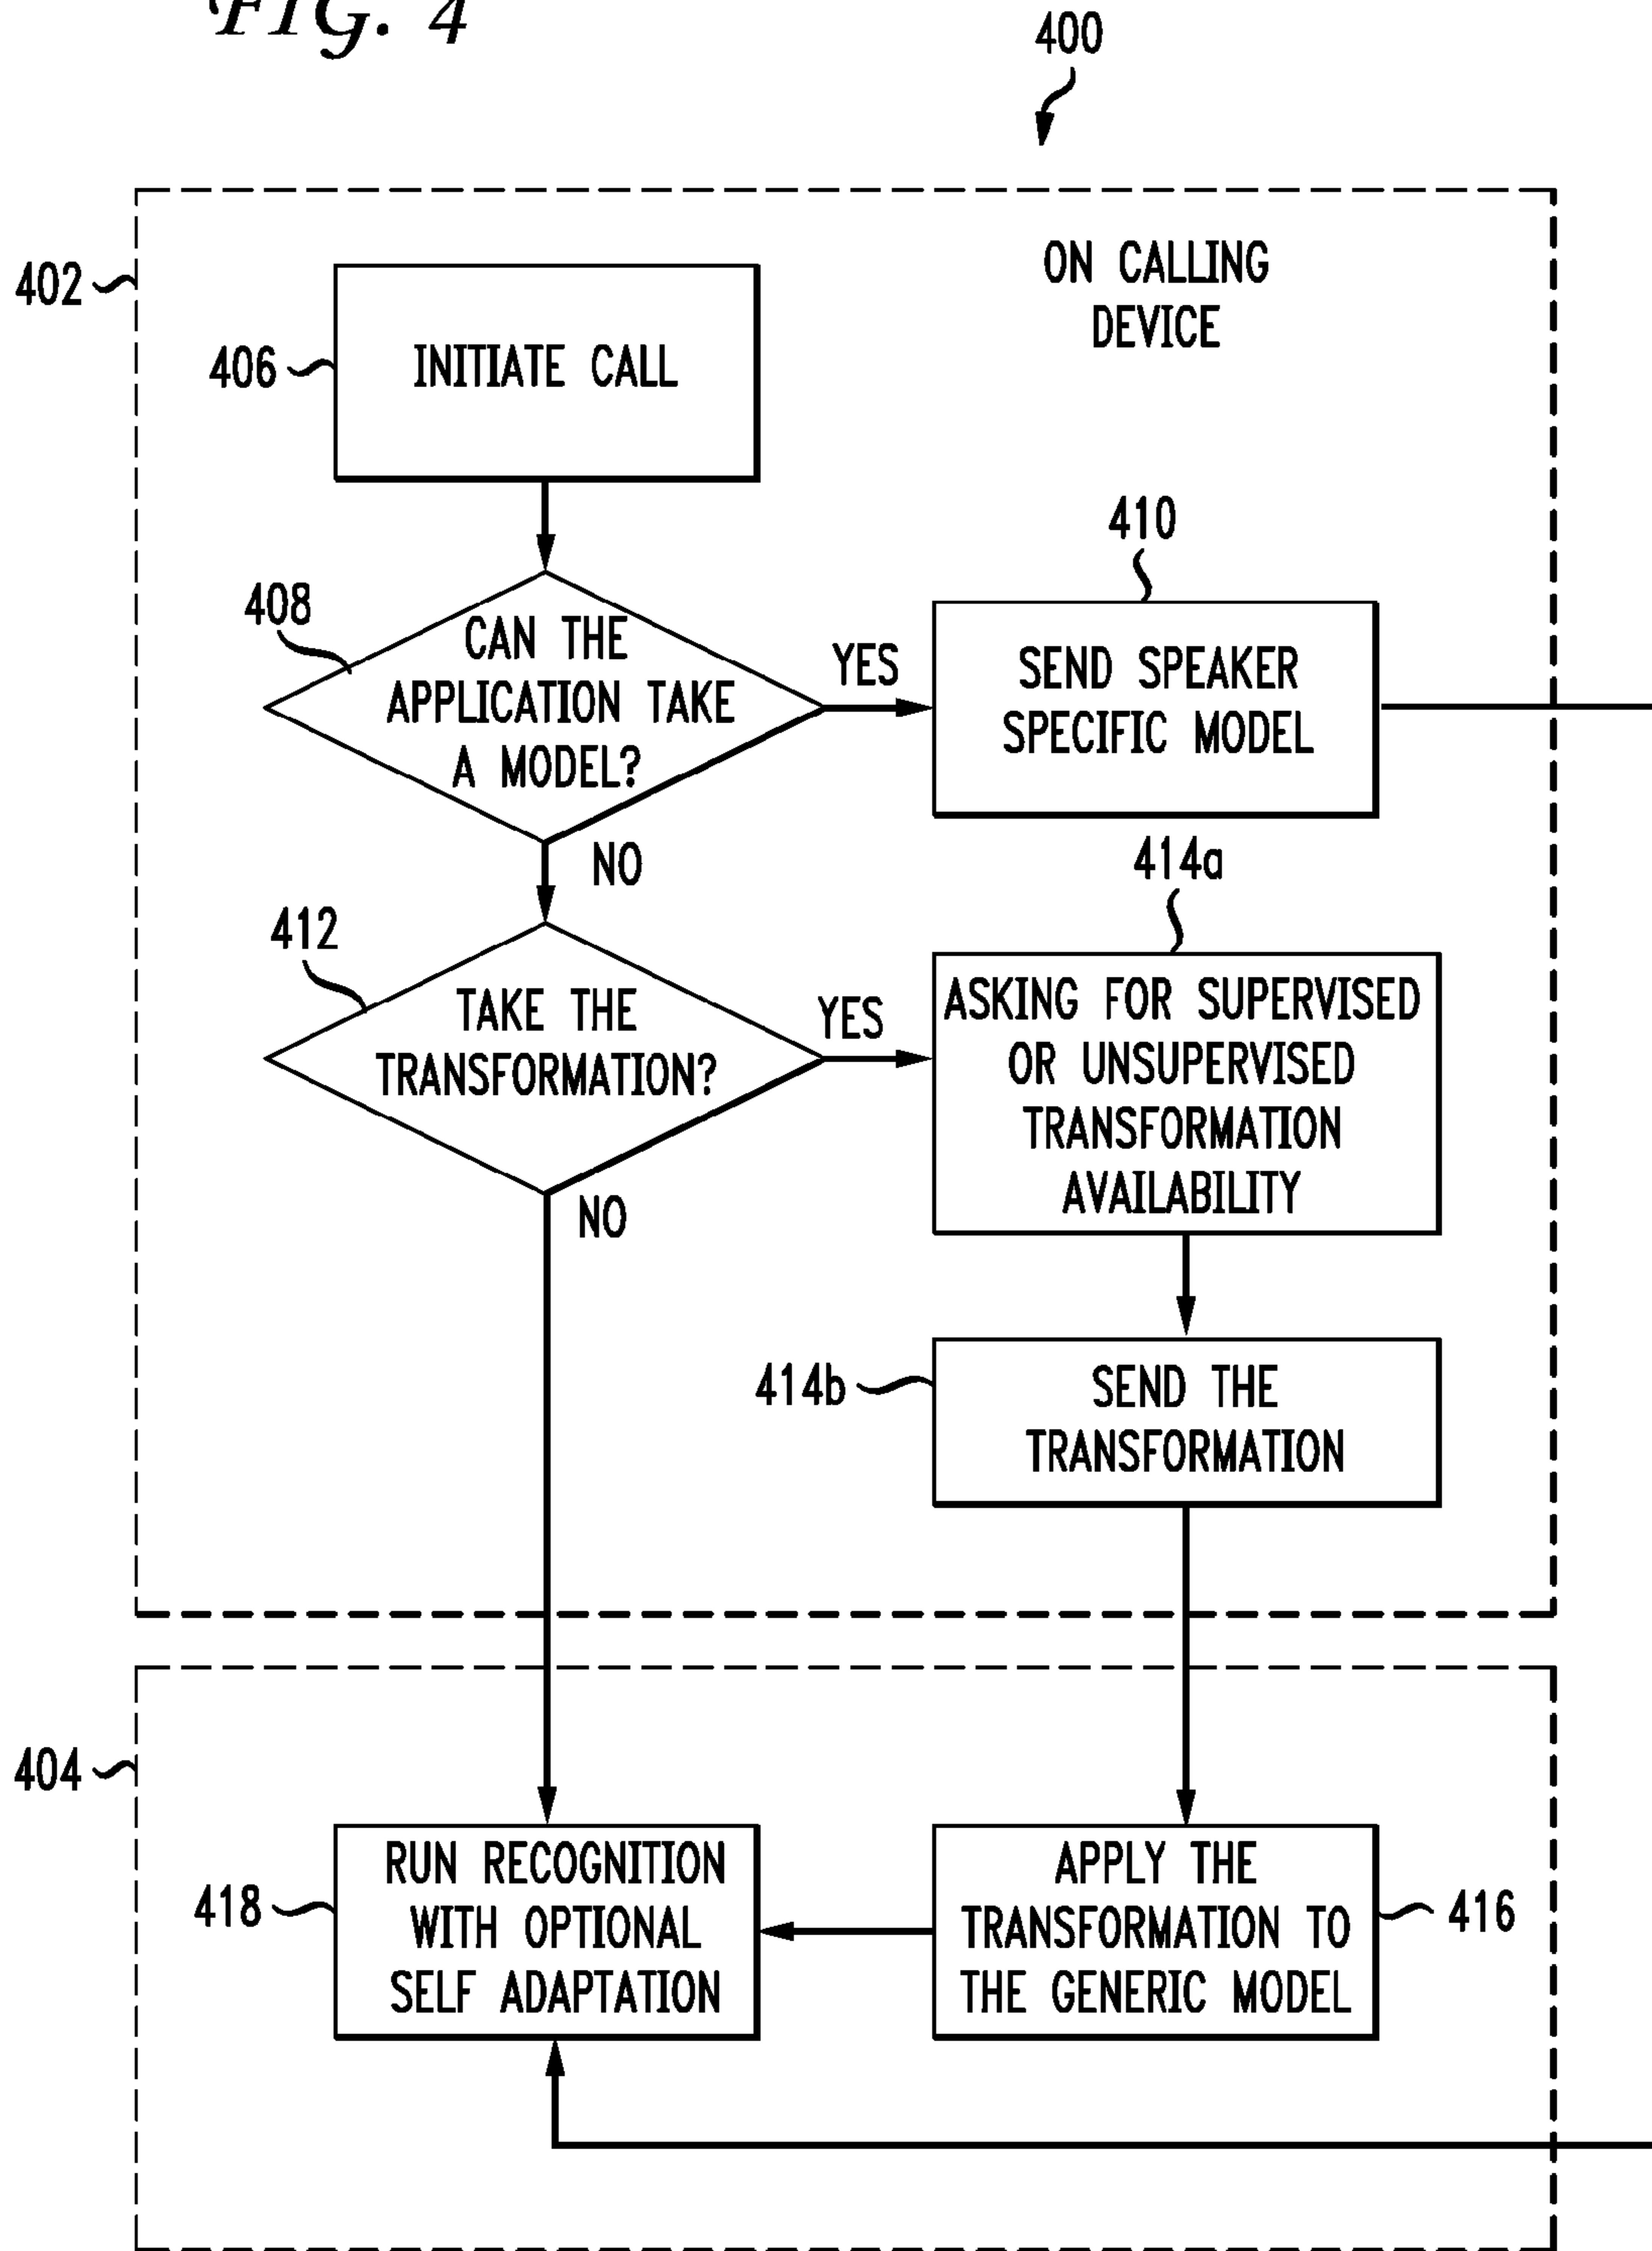 FIG. 4
400
402
ON CALLING
DEVICE
406
INITIATE CALL
408
CAN THE
APPLICATION TAKE
A MODEL?
YES
NO
410
SEND SPEAKER
SPECIFIC MODEL
412
TAKE THE
TRANSFORMATION?
YES
NO
414a
ASKING FOR SUPERVISED
OR UNSUPERVISED
TRANSFORMATION
AVAILABILITY
414b
SEND THE
TRANSFORMATION
404
418
RUN RECOGNITION
WITH OPTIONAL
SELF ADAPTATION
APPLY THE
TRANSFORMATION TO
THE GENERIC MODEL
416